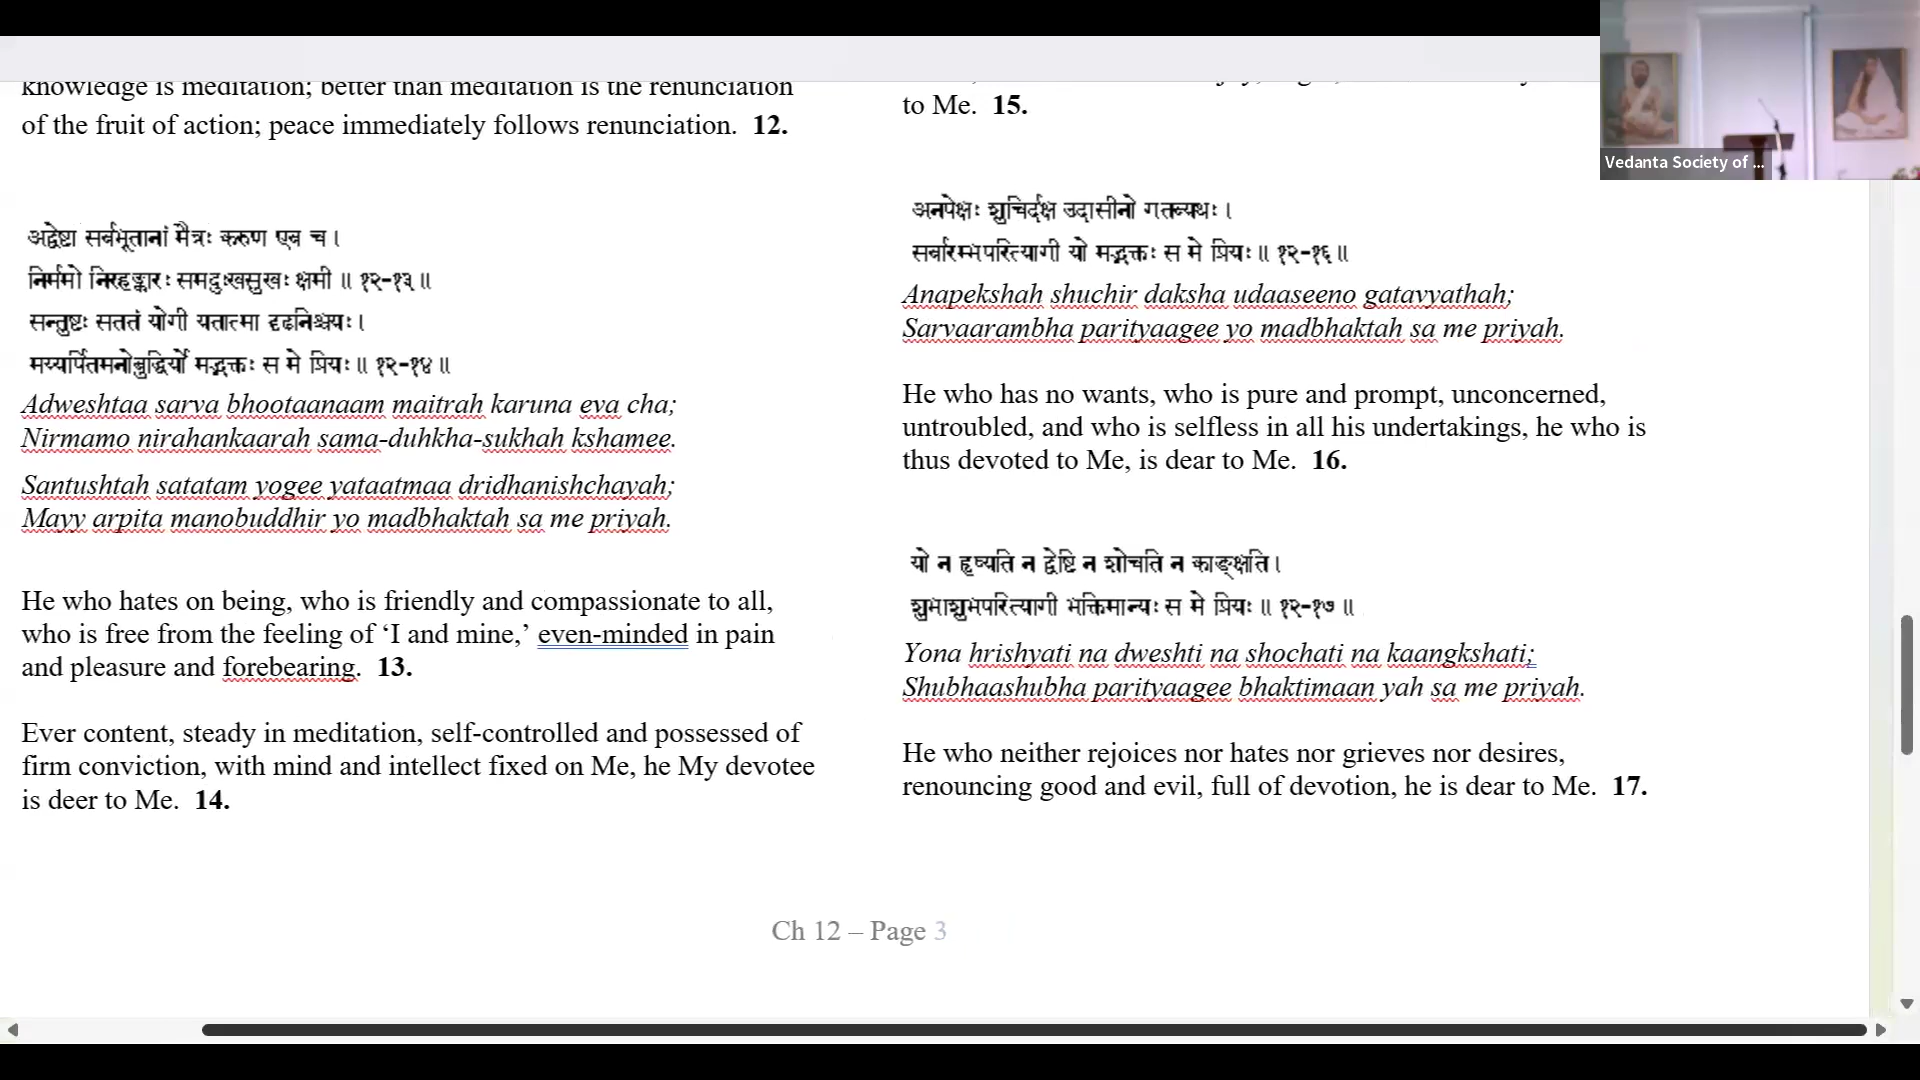 knowledge is meditation; better than meditation is the renunciation
of the fruit of action; peace immediately follows renunciation. 12.
अद्वेष्टा सर्वभूतानां मैत्रः करुण एव च ।
निर्ममो निरहङ्कारः समदुःखसुखः क्षमी ॥ १२-१३ ॥
सन्तुष्टः सततं योगी यतात्मा दृढनिश्चयः ।
मय्यर्पितमनोबुद्धिर्यो मद्भक्तः स मे प्रियः ॥ १२-१४ ॥
Adweshtaa sarva bhootaanaam maitrah karuna eva cha;
Nirmamo nirahankaarah sama-duhkha-sukhah kshamee.
Santushtah satatam yogee yataatmaa dridhanishchayah;
Mayy arpita manobuddhir yo madbhaktah sa me priyah.
He who hates on being, who is friendly and compassionate to all,
who is free from the feeling of ‘I and mine,’ even-minded in pain
and pleasure and forebearing. 13.
Ever content, steady in meditation, self-controlled and possessed of
firm conviction, with mind and intellect fixed on Me, he My devotee
is deer to Me. 14.
to Me. 15.
अनपेक्षः शुचिर्दक्ष उदासीनो गतव्यथः ।
सर्वारम्भपरित्यागी यो मद्भक्तः स मे प्रियः ॥ १२-१६ ॥
Anapekshah shuchir daksha udaaseeno gatavyathah;
Sarvaarambha parityaagee yo madbhaktah sa me priyah.
He who has no wants, who is pure and prompt, unconcerned,
untroubled, and who is selfless in all his undertakings, he who is
thus devoted to Me, is dear to Me. 16.
यो न हृष्यति न द्वेष्टि न शोचति न काङ्क्षति ।
शुभाशुभपरित्यागी भक्तिमान्यः स मे प्रियः ॥ १२-१७ ॥
Yona hrishyati na dweshti na shochati na kaangkshati;
Shubhaashubha parityaagee bhaktimaan yah sa me priyah.
He who neither rejoices nor hates nor grieves nor desires,
renouncing good and evil, full of devotion, he is dear to Me. 17.
Ch 12 – Page 3
Vedanta Society of ...